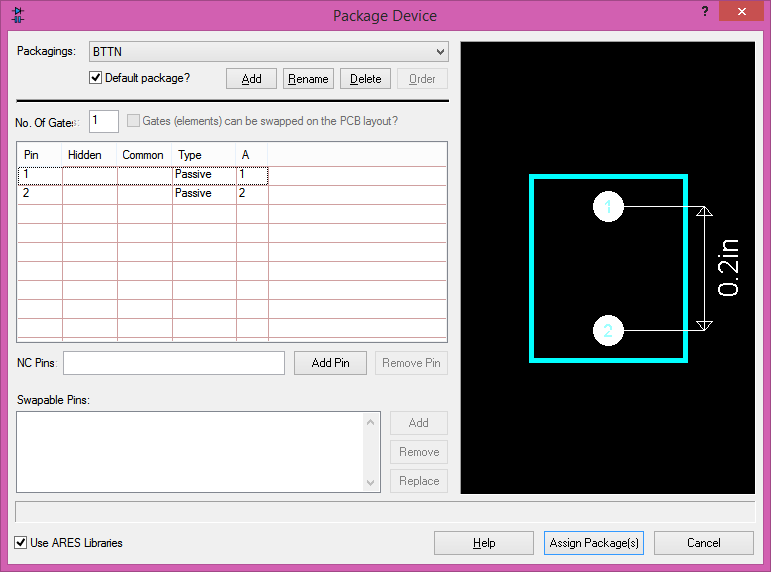 Package Device
?
Packagings: BTTN
Default package? Add Rename Delete Order
No. Of Gates: 1 Gates (elements) can be swapped on the PCB layout?
Pin Hidden Common Type A
1 Passive 1
2 Passive 2
NC Pins: Add Pin Remove Pin
Swapable Pins:
Add
Remove
Replace
1
2
0.2in
Use ARES Libraries Help Assign Package(s) Cancel